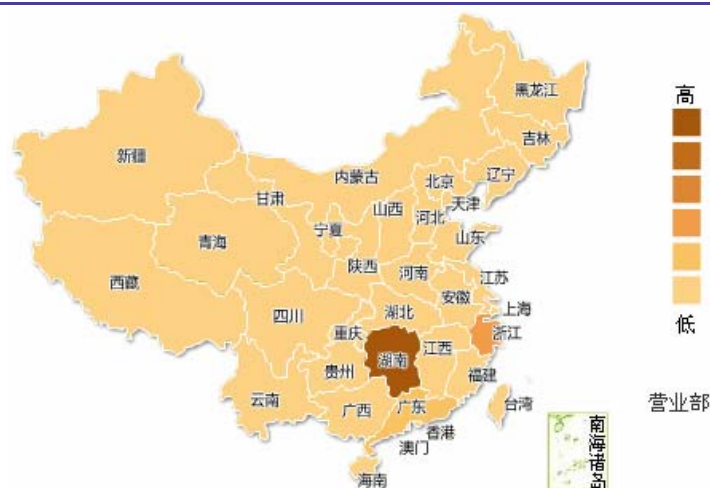 黑龙江
吉林
新疆
辽宁
内蒙古
北京
甘肃
天津
山西
河北
宁夏
山东
青海
陕西
河南
西藏
江苏
安徽
四川
湖北
上海
重庆
浙江
江西
湖南
贵州
福建
云南
台湾
广西
广东
香港
澳门
海南
南海诸岛
高
低
营业部